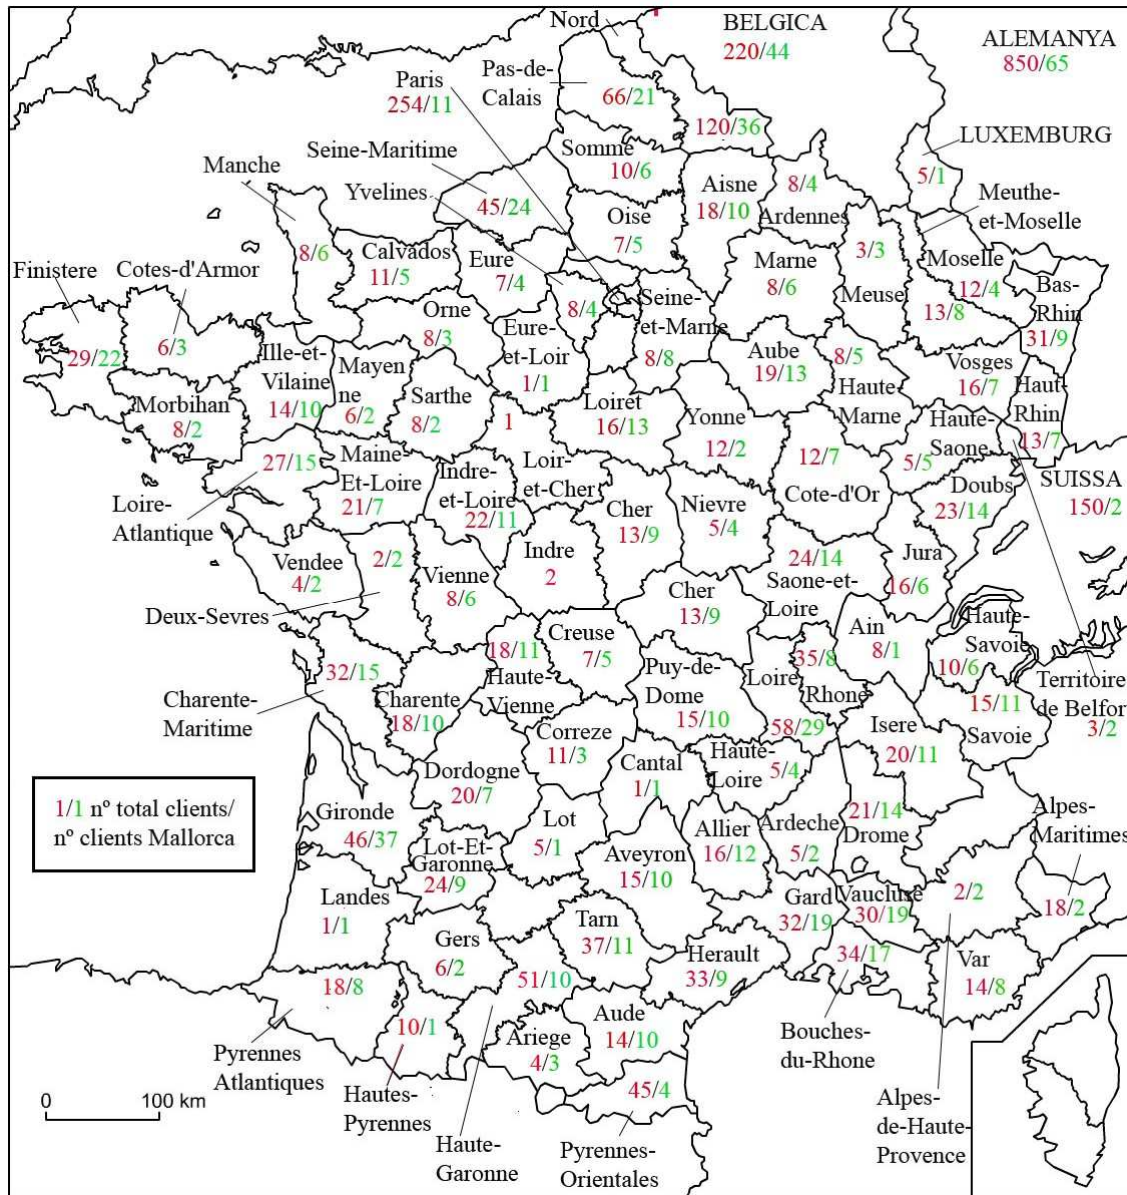 Nord
BELGICA
220/44
ALEMANYA
850/65
Pas-de-
Calais
66/21
Paris
254/11
120/36
LUXEMBURG
5/1
Seine-Maritime
45/24
Somme
10/6
Manche
8/6
Yvelines
8/4
Aisne
18/10
8/4
Ardennes
Meuthe-
et-Moselle
Oise
7/5
Finistere
29/22
Cotes-d'Armor
6/3
Calvados
11/5
Eure
7/4
Marne
8/6
3/3
Meuse
Moselle
12/4
13/8
Bas-
Rhin
31/9
Seine-
et-Marne
8/8
Orne
8/3
Eure-
et-Loir
1/1
Ille-et-
Vilaine
14/10
Mayen
ne
6/2
Sarthe
8/2
Aube
19/13
8/5
Haute
Marne
Vosges
16/7
Haut-
Rhin
13/7
Morbihan
8/2
1
Loir-
et-Cher
Loiret
16/13
Yonne
12/2
12/7
Cote-d'Or
Haute-
Saone
5/5
Doubs
23/14
SUISSA
150/2
27/15
Loire-
Atlantique
Maine-
Et-Loire
21/7
Indre-
et-Loire
22/11
Cher
13/9
Nievre
5/4
Vendee
4/2
2/2
Deux-Sevres
Vienne
8/6
Indre
2
24/14
Saone-et-
Loire
Jura
16/6
Cher
13/9
Ain
8/1
Haute-
Savoie
10/6
32/15
Charente-
Maritime
Charente
18/10
18/11
Haute-
Vienne
Creuse
7/5
Puy-de-
Dome
15/10
Loire
58/29
35/8
Rhone
15/11
Savoie
Territoire
de Belfort
3/2
Correze
11/3
Isere
20/11
Dordogne
20/7
Cantal
1/1
Haute-
Loire
5/4
1/1 nº total clients/
nº clients Mallorca
Gironde
46/37
Lot-Et-
Garonne
24/9
Lot
5/1
Aveyron
15/10
Allier
16/12
Ardeche
5/2
21/14
Drome
Alpes-
Maritimes
18/2
Landes
1/1
Gers
6/2
Tarn
37/11
Gard
32/19
Vaucluse
30/19
2/2
18/8
Pyrennes
Atlantiques
10/1
Hautes-
Pyrennes
51/10
Haute-
Garonne
Herault
33/9
34/17
Bouches-
du-Rhone
Var
14/8
Ariege
4/3
Aude
14/10
45/4
Pyrennes-
Orientales
Alpes-
de-Haute-
Provence
0 100 km